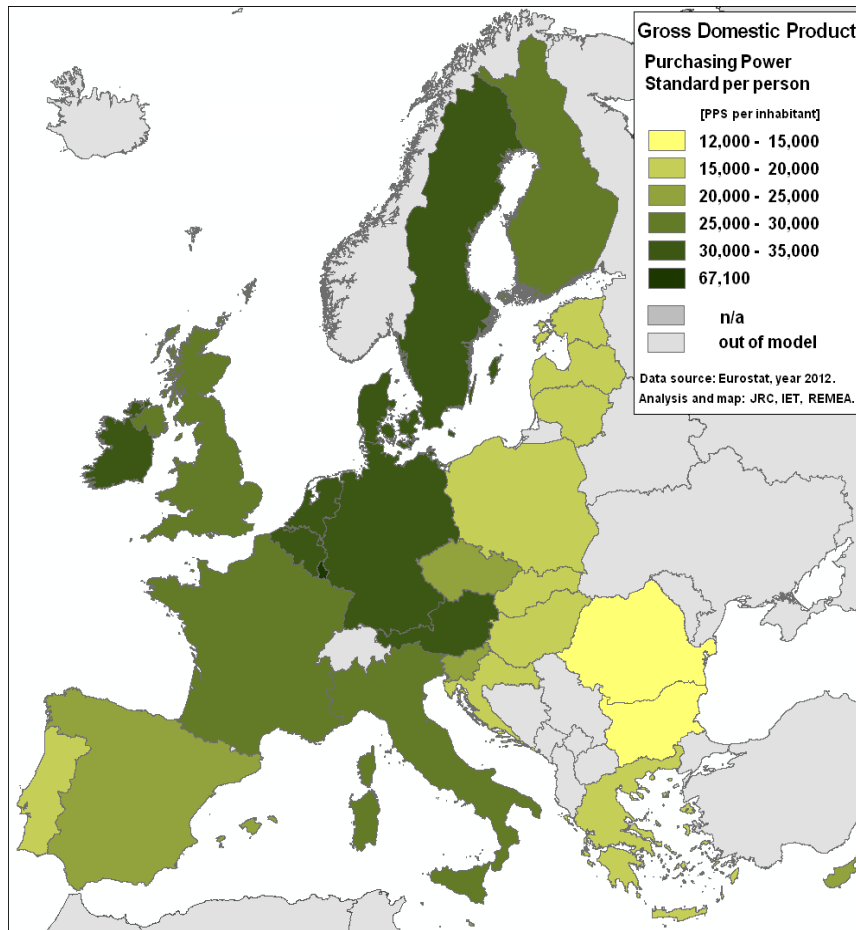 Gross Domestic Product
Purchasing Power
Standard per person
[PPS per inhabitant]
12,000 - 15,000
15,000 - 20,000
20,000 - 25,000
25,000 - 30,000
30,000 - 35,000
67,100
n/a
out of model
Data source: Eurostat, year 2012.
Analysis and map: JRC, IET, REMEA.